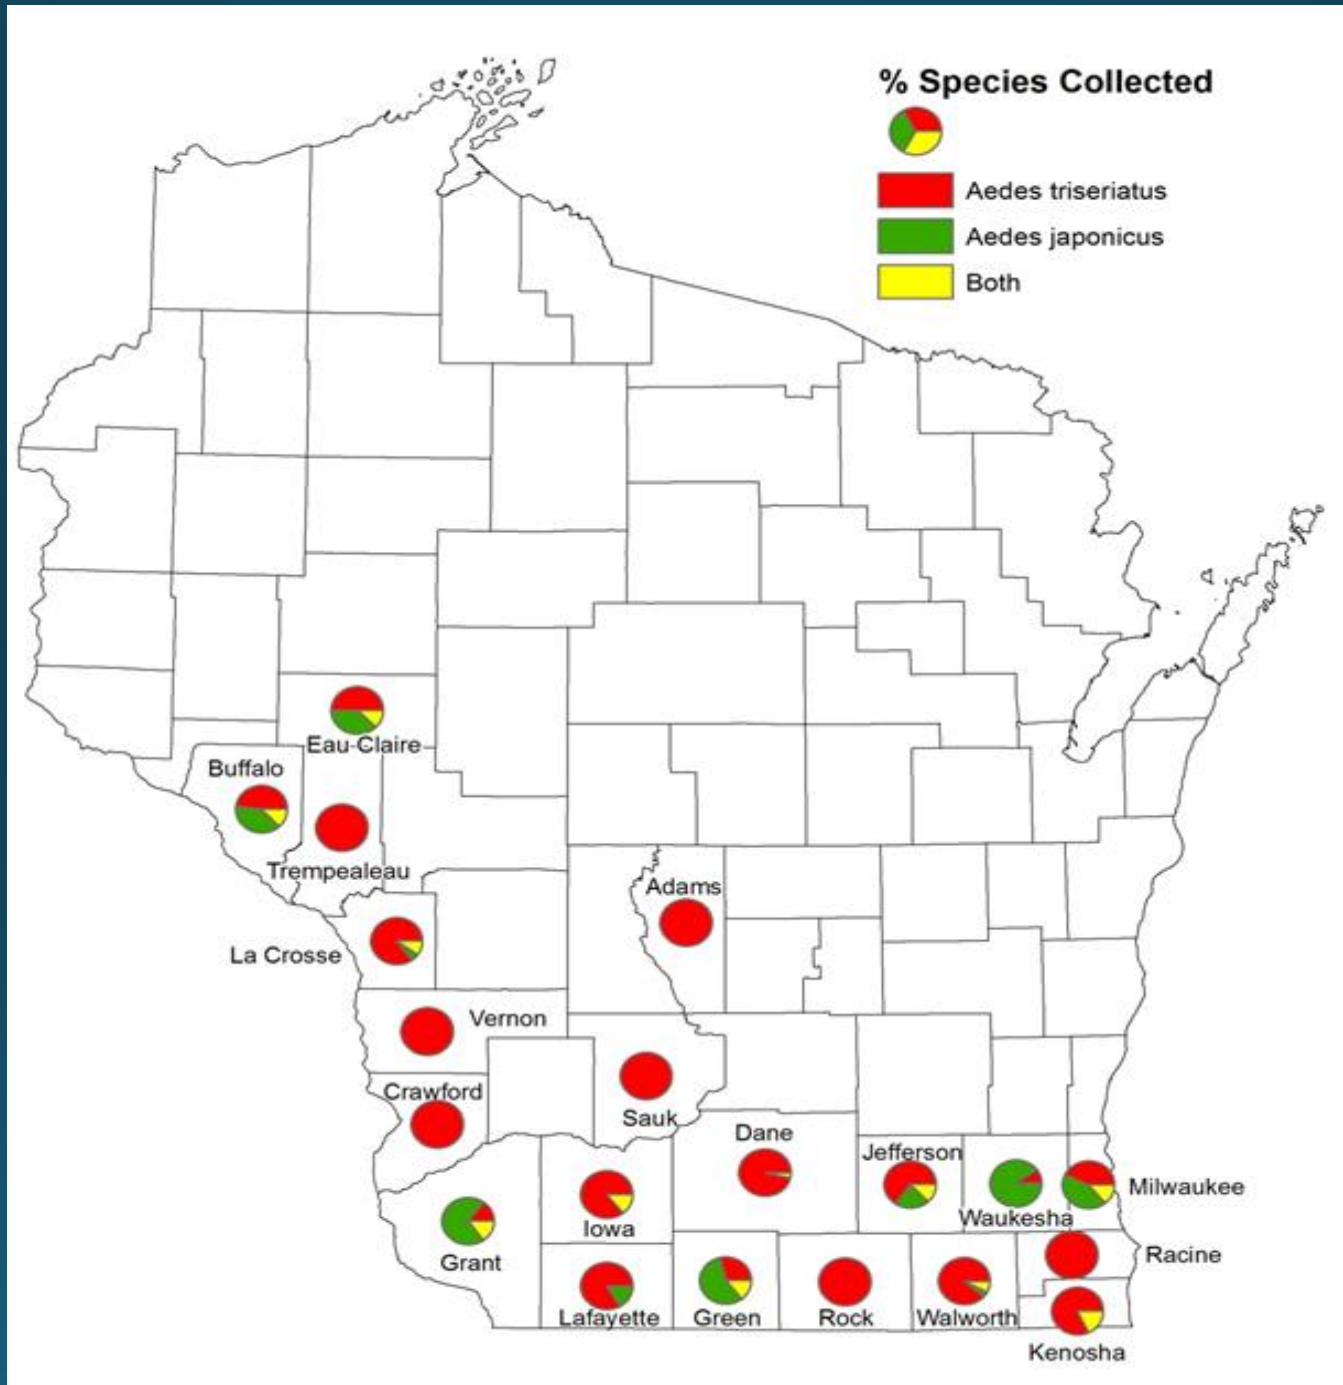 % Species Collected
Aedes triseriatus
Aedes japonicus
Both
Eau-Claire
Buffalo
Trempealeau
Adams
La Crosse
Vernon
Crawford
Sauk
Dane
Jefferson
Milwaukee
Waukesha
Iowa
Grant
Racine
Lafayette
Green
Rock
Walworth
Kenosha